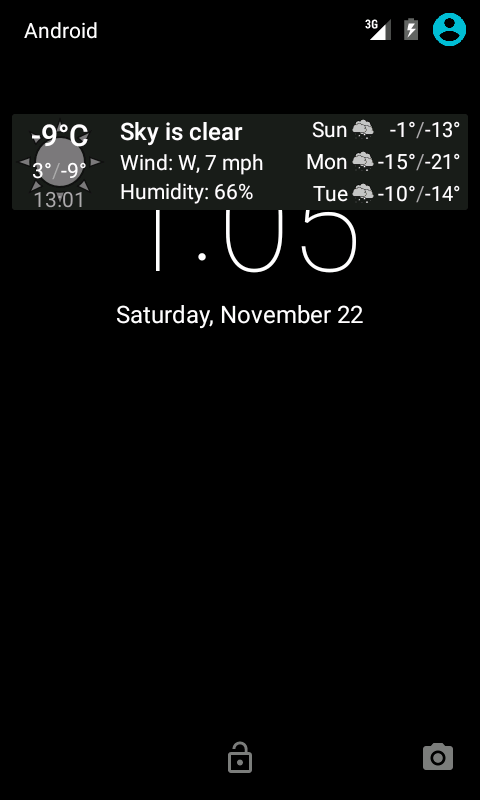 Android
3G
-9°C
3°/-9°
13:01
Sky is clear
Wind: W, 7 mph
Humidity: 66%
Sun -1°/-13°
Mon -15°/-21°
Tue -10°/-14°
1:05
Saturday, November 22